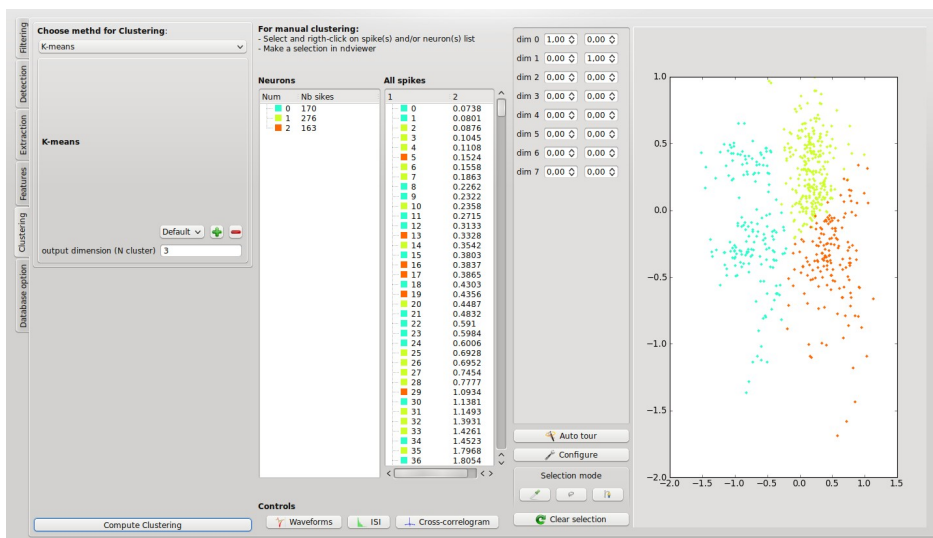 Filtering
Detection
Extraction
Features
Clustering
Database option
Choose methd for Clustering:
K-means
K-means
Default
output dimension (N cluster) 3
Compute Clustering
For manual clustering:
- Select and rigth-click on spike(s) and/or neuron(s) list
- Make a selection in ndviewer
Neurons
Num Nb sikes
0 170
1 276
2 163
All spikes
1 2
0 0.0738
1 0.0801
2 0.0876
3 0.1045
4 0.1108
5 0.1524
6 0.1558
7 0.1863
8 0.2262
9 0.2322
10 0.2358
11 0.2715
12 0.3133
13 0.3328
14 0.3542
15 0.3803
16 0.3837
17 0.3865
18 0.4303
19 0.4356
20 0.4487
21 0.4832
22 0.591
23 0.5984
24 0.6006
25 0.6928
26 0.6952
27 0.7454
28 0.7777
29 1.0934
30 1.1381
31 1.1493
32 1.3931
33 1.4261
34 1.4523
35 1.7968
36 1.8054
Controls
Waveforms ISI Cross-correlogram
dim 0 1,00 0,00
dim 1 0,00 1,00
dim 2 0,00 0,00
dim 3 0,00 0,00
dim 4 0,00 0,00
dim 5 0,00 0,00
dim 6 0,00 0,00
dim 7 0,00 0,00
Auto tour
Configure
Selection mode
Clear selection
1.0
0.5
0.0
−0.5
−1.0
−1.5
−2.0
−2.0 −1.5 −1.0 −0.5 0.0 0.5 1.0 1.5